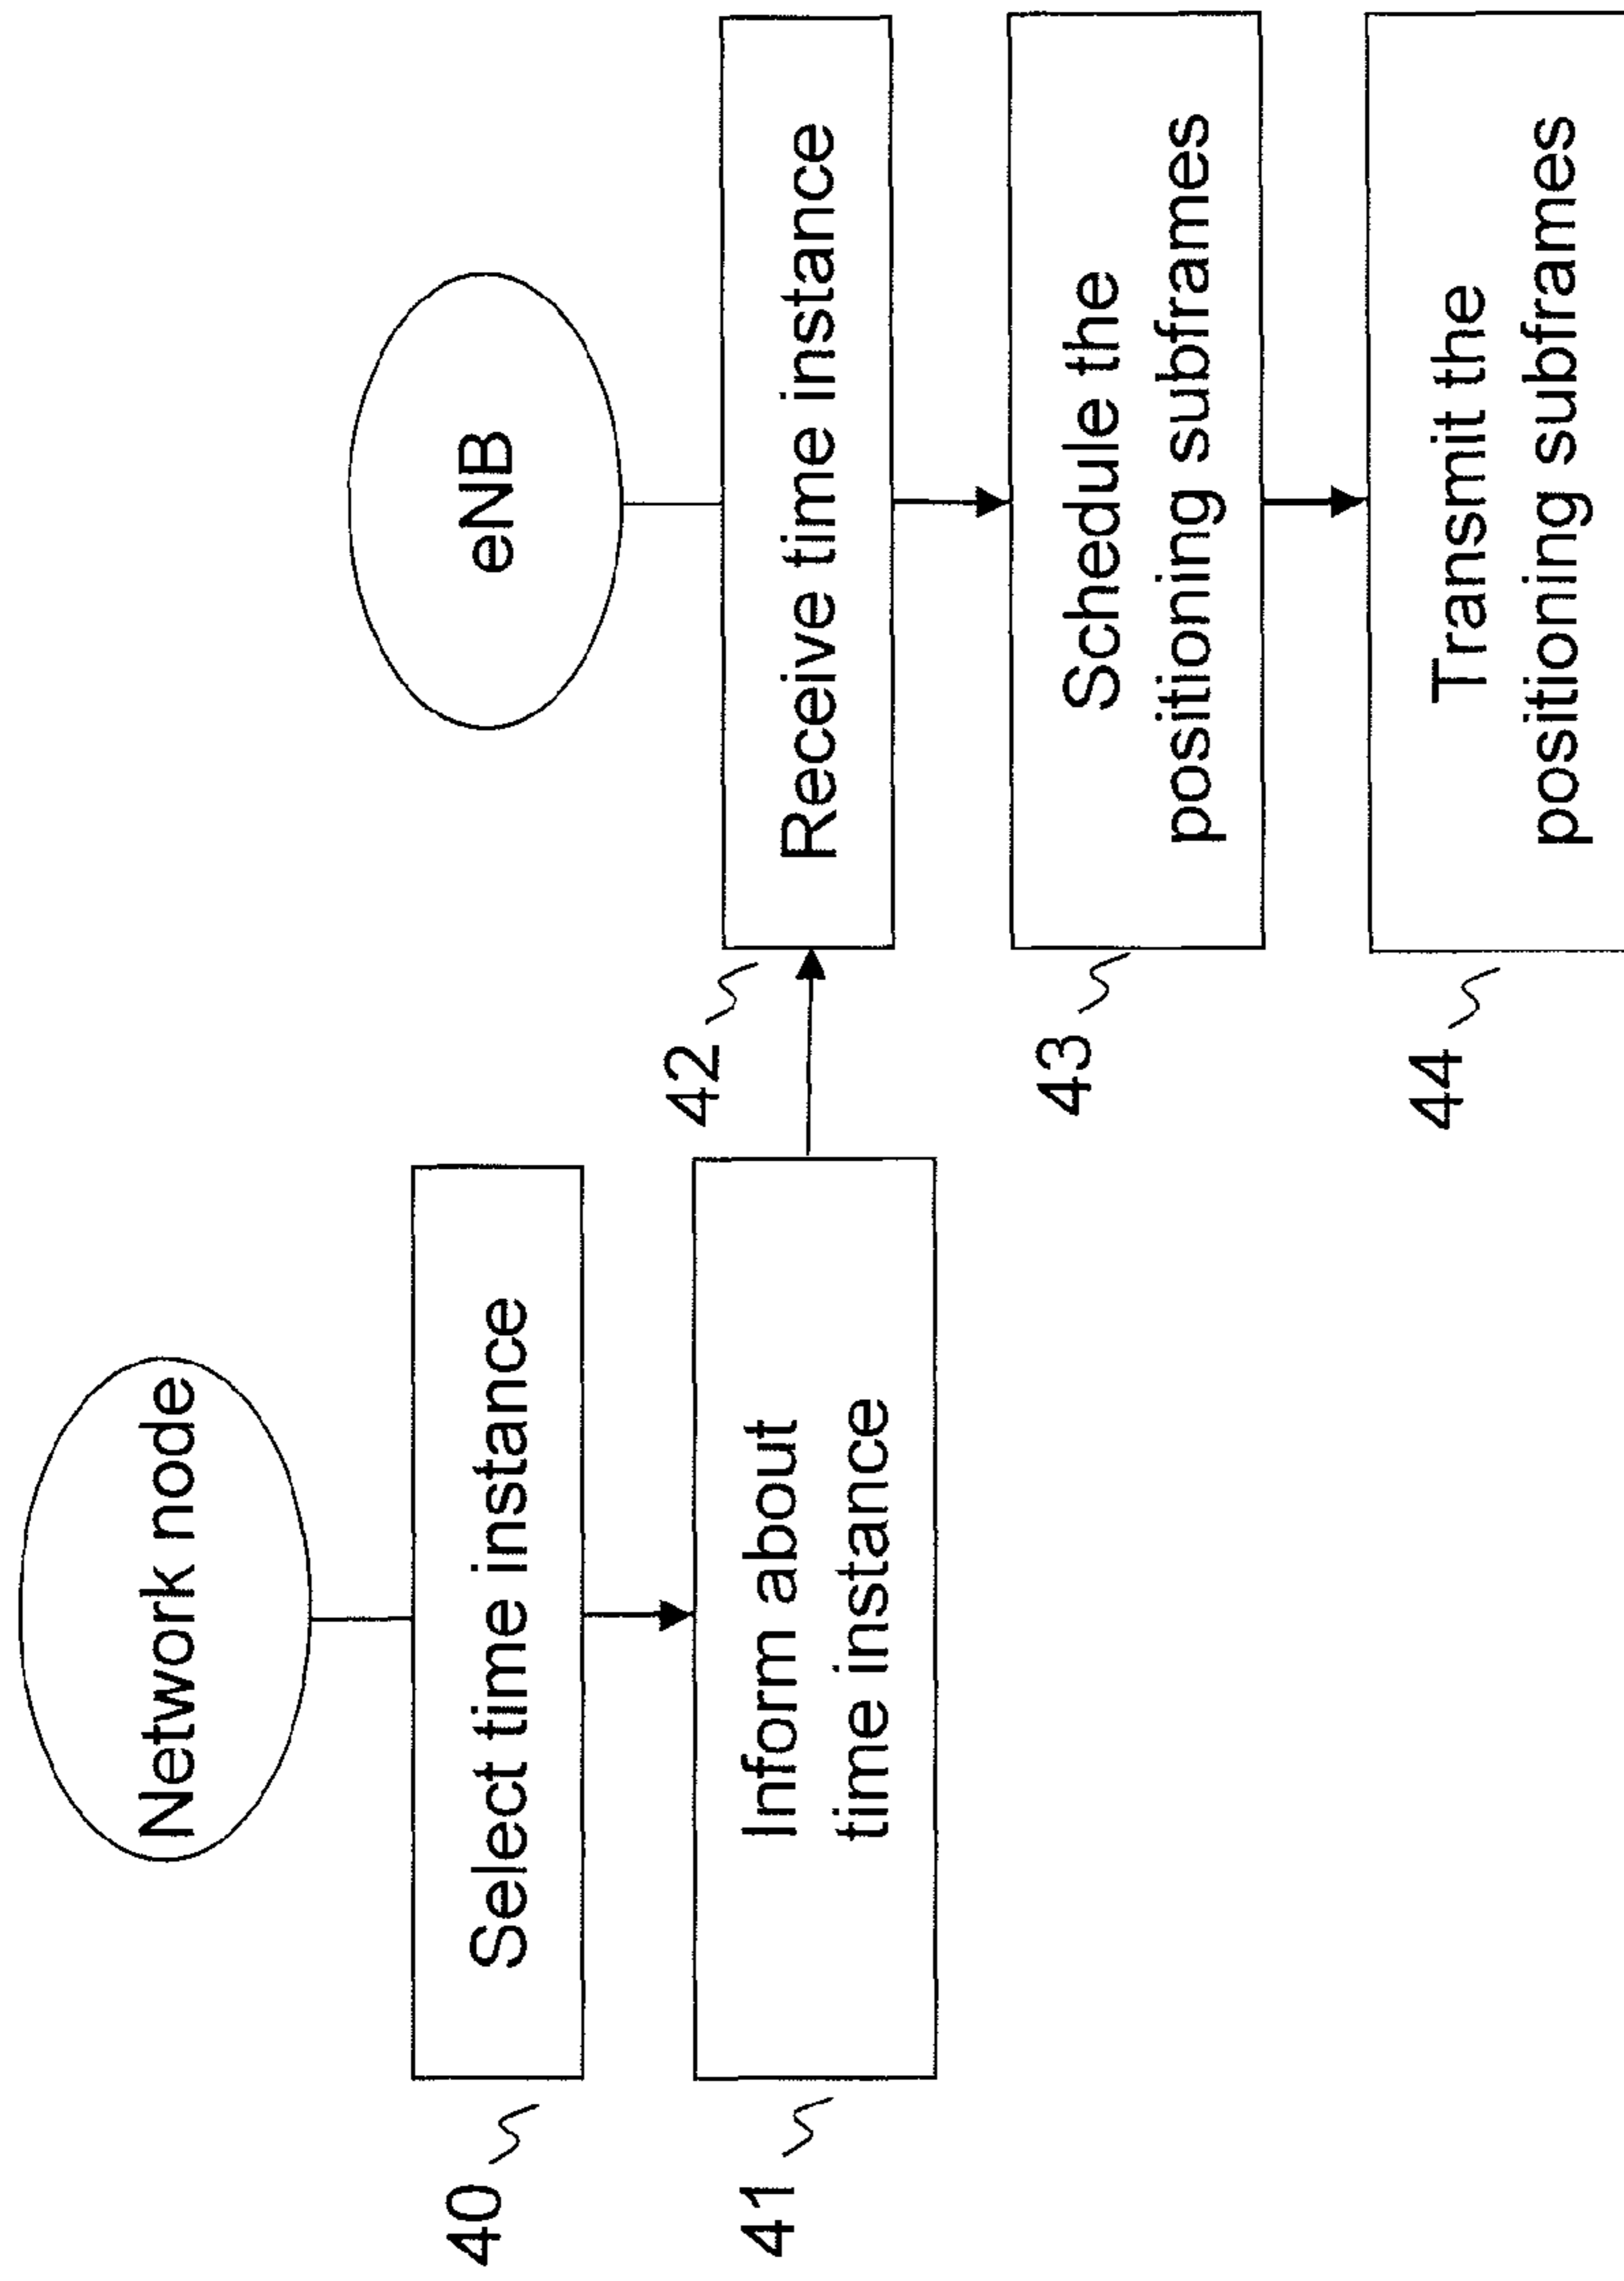 Network node
40
Select time instance
41
Inform about
time instance
eNB
42
Receive time instance
43
Schedule the
positioning subframes
44
Transmit the
positioning subframes